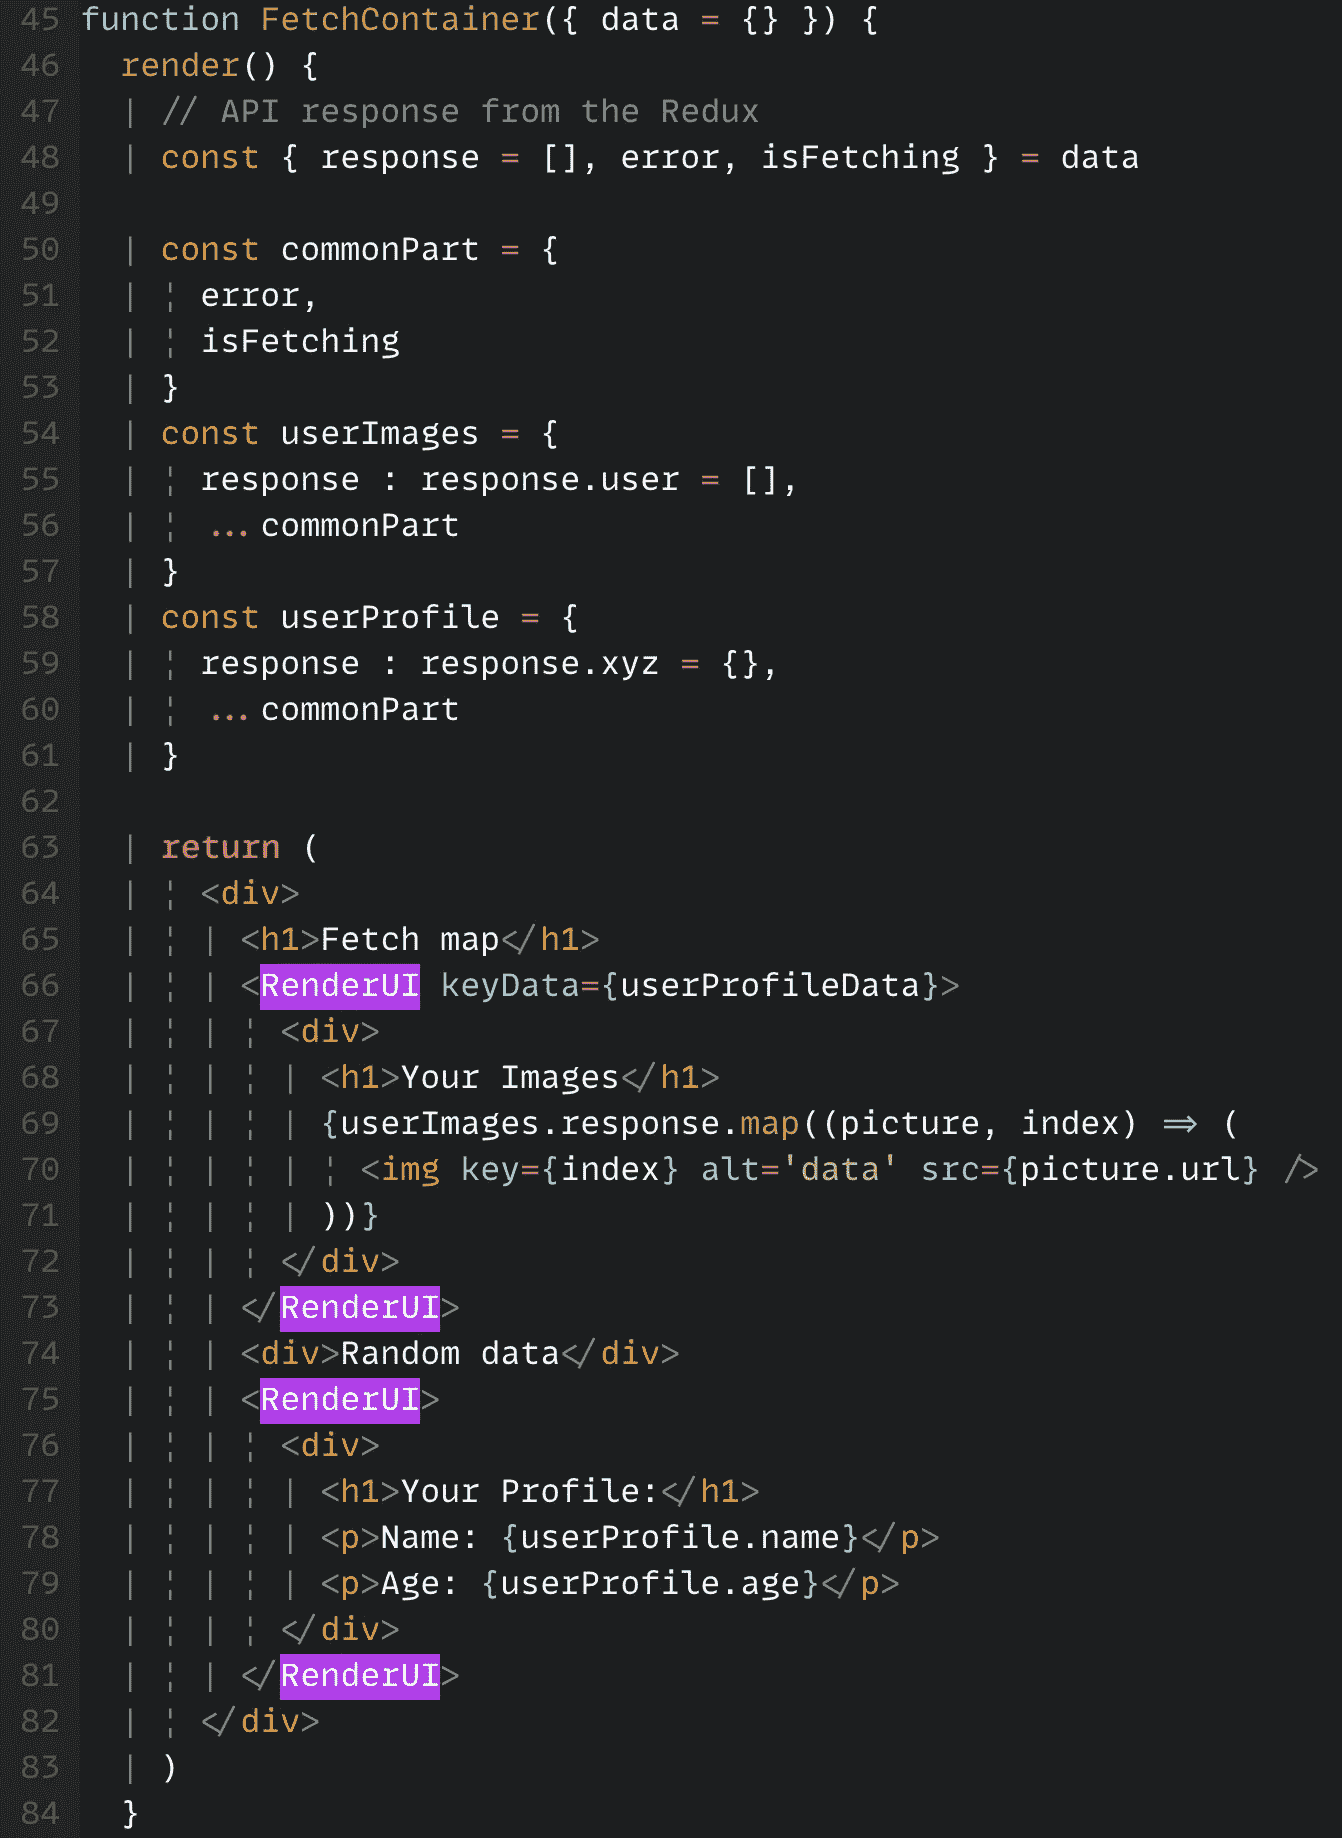 45 function FetchContainer({ data = {} }) {
46 render() {
47 // API response from the Redux
48 const { response = [], error, isFetching } = data
49
50 const commonPart = {
51 error,
52 isFetching
53 }
54 const userImages = {
55 response : response.user = [],
56 ...commonPart
57 }
58 const userProfile = {
59 response : response.xyz = {},
60 ...commonPart
61 }
62
63 return (
64 <div>
65 <h1>Fetch map</h1>
66 <RenderUI keyData={userProfileData}>
67 <div>
68 <h1>Your Images</h1>
69 {userImages.response.map((picture, index) => (
70 <img key={index} alt='data' src={picture.url} />
71 ))}
72 </div>
73 </RenderUI>
74 <div>Random data</div>
75 <RenderUI>
76 <div>
77 <h1>Your Profile:</h1>
78 <p>Name: {userProfile.name}</p>
79 <p>Age: {userProfile.age}</p>
80 </div>
81 </RenderUI>
82 </div>
83 )
84 }